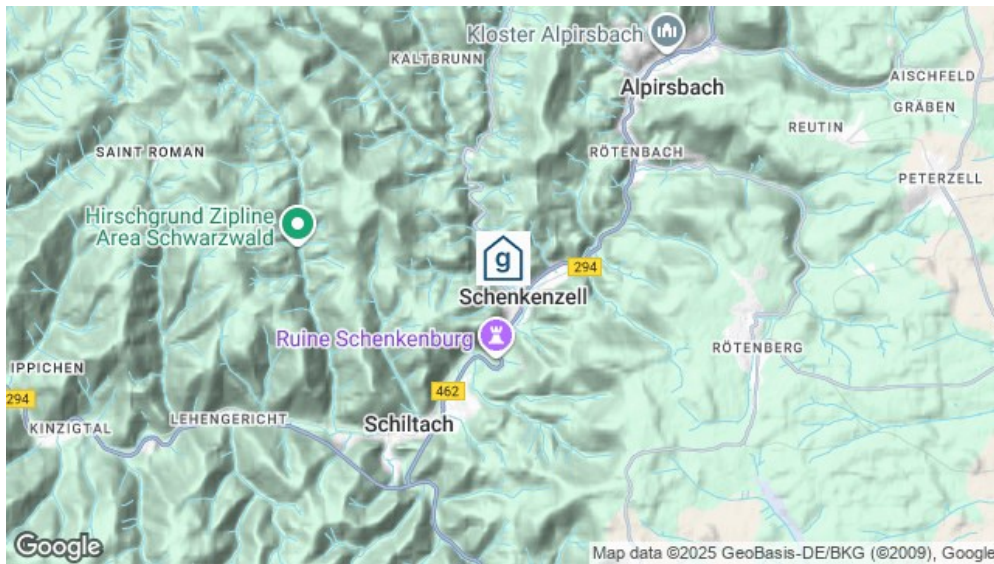 Kloster Alpirsbach
KALTBRUNN
AISCHFELD
Alpirsbach
GRÄBEN
REUTIN
SAINT ROMAN
RÖTENBACH
PETERZELL
Hirschgrund Zipline
Area Schwarzwald
g
294
Schenkenzell
Ruine Schenkenburg
RÖTENBERG
IPPICHEN
462
294
LEHENGERICHT
Schiltach
KINZIGTAL
Google
Map data ©2025 GeoBasis-DE/BKG (©2009), Google